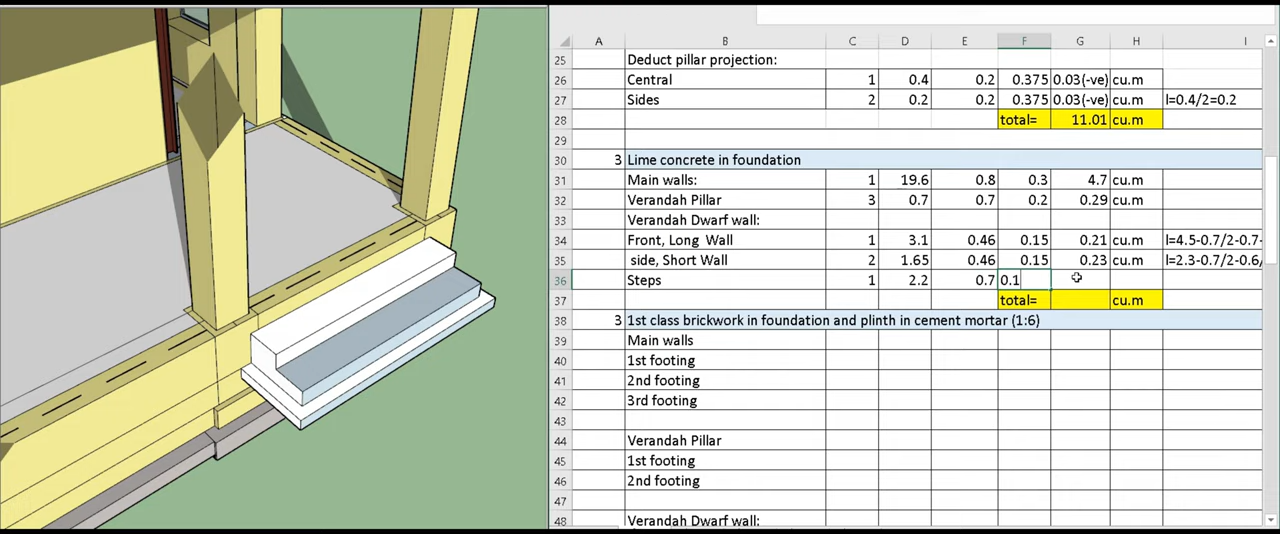 A B C D E F G H I
25 Deduct pillar projection:
26 Central 1 0.4 0.2 0.375 0.03(-ve) cu.m
27 Sides 2 0.2 0.2 0.375 0.03(-ve) cu.m l=0.4/2=0.2
28 total= 11.01 cu.m
29
30 3 Lime concrete in foundation
31 Main walls: 1 19.6 0.8 0.3 4.7 cu.m
32 Verandah Pillar 3 0.7 0.7 0.2 0.29 cu.m
33 Verandah Dwarf wall:
34 Front, Long Wall 1 3.1 0.46 0.15 0.21 cu.m l=4.5-0.7/2-0.7-
35 side, Short Wall 2 1.65 0.46 0.15 0.23 cu.m l=2.3-0.7/2-0.6/
36 Steps 1 2.2 0.7 0.1
37 total= cu.m
38 3 1st class brickwork in foundation and plinth in cement mortar (1:6)
39 Main walls
40 1st footing
41 2nd footing
42 3rd footing
43
44 Verandah Pillar
45 1st footing
46 2nd footing
47
48 Verandah Dwarf wall: